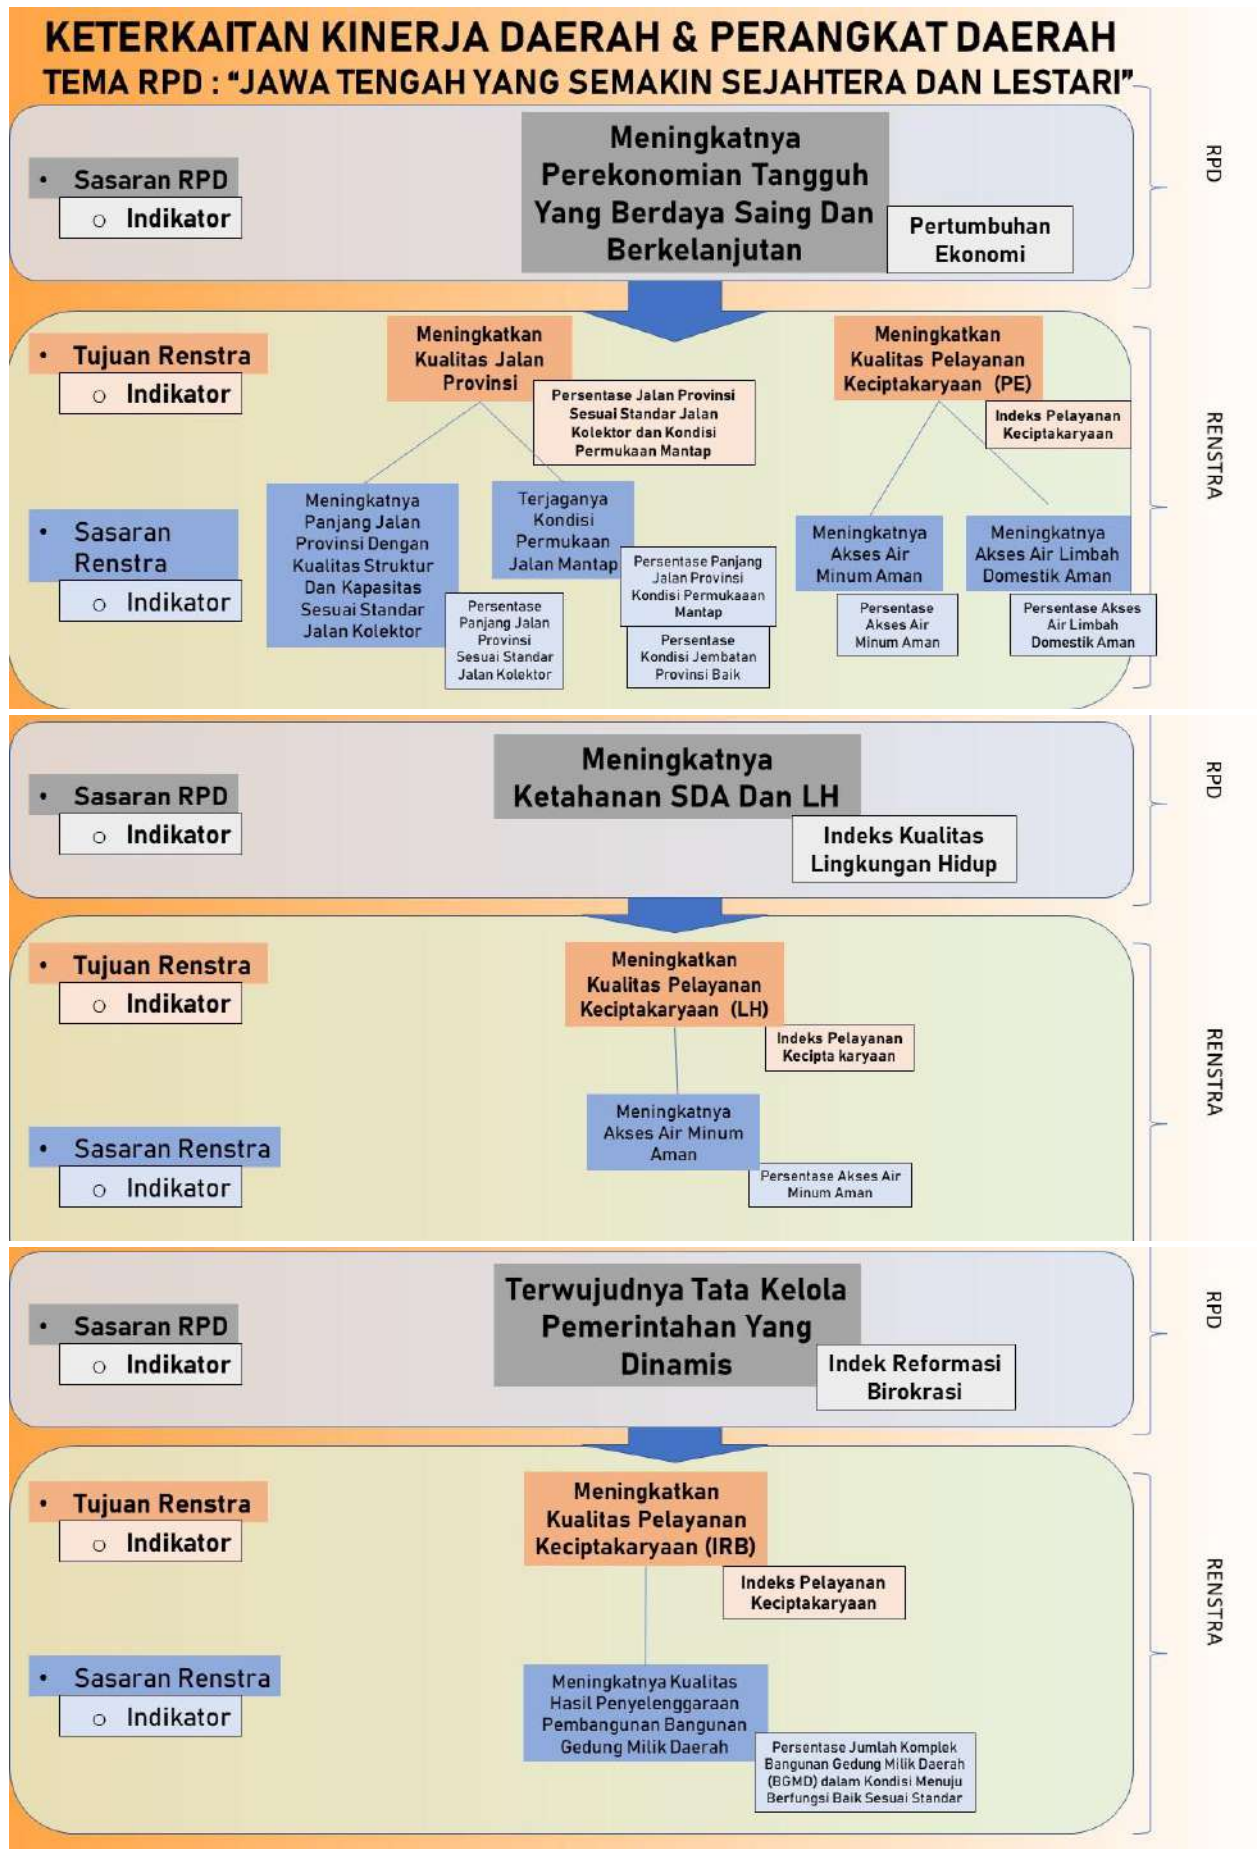 KETERKAITAN KINERJA DAERAH & PERANGKAT DAERAH
TEMA RPD : “JAWA TENGAH YANG SEMAKIN SEJAHTERA DAN LESTARI”
• Sasaran RPD
o Indikator
Meningkatnya
Perekonomian Tangguh
Yang Berdaya Saing Dan
Berkelanjutan
Pertumbuhan
Ekonomi
RPD
• Tujuan Renstra
o Indikator
Meningkatkan
Kualitas Jalan
Provinsi
Persentase Jalan Provinsi
Sesuai Standar Jalan
Kolektor dan Kondisi
Permukaan Mantap
Meningkatkan
Kualitas Pelayanan
Keciptakaryaan (PE)
Indeks Pelayanan
Keciptakaryaan
RENSTRA
• Sasaran
Renstra
o Indikator
Meningkatnya
Panjang Jalan
Provinsi Dengan
Kualitas Struktur
Dan Kapasitas
Sesuai Standar
Jalan Kolektor
Persentase
Panjang Jalan
Provinsi
Sesuai Standar
Jalan Kolektor
Terjaganya
Kondisi
Permukaan
Jalan Mantap
Persentase Panjang
Jalan Provinsi
Kondisi Permukaaan
Mantap
Persentase
Kondisi Jembatan
Provinsi Baik
Meningkatnya
Akses Air
Minum Aman
Persentase
Akses Air
Minum Aman
Meningkatnya
Akses Air Limbah
Domestik Aman
Persentase Akses
Air Limbah
Domestik Aman
• Sasaran RPD
o Indikator
Meningkatnya
Ketahanan SDA Dan LH
Indeks Kualitas
Lingkungan Hidup
RPD
• Tujuan Renstra
o Indikator
Meningkatkan
Kualitas Pelayanan
Keciptakaryaan (LH)
Indeks Pelayanan
Kecipta karyaan
RENSTRA
• Sasaran Renstra
o Indikator
Meningkatnya
Akses Air Minum
Aman
Persentase Akses Air
Minum Aman
• Sasaran RPD
o Indikator
Terwujudnya Tata Kelola
Pemerintahan Yang
Dinamis
Indek Reformasi
Birokrasi
RPD
• Tujuan Renstra
o Indikator
Meningkatkan
Kualitas Pelayanan
Keciptakaryaan (IRB)
Indeks Pelayanan
Keciptakaryaan
RENSTRA
• Sasaran Renstra
o Indikator
Meningkatnya Kualitas
Hasil Penyelenggaraan
Pembangunan Bangunan
Gedung Milik Daerah
Persentase Jumlah Komplek
Bangunan Gedung Milik Daerah
(BGMD) dalam Kondisi Menuju
Berfungsi Baik Sesuai Standar